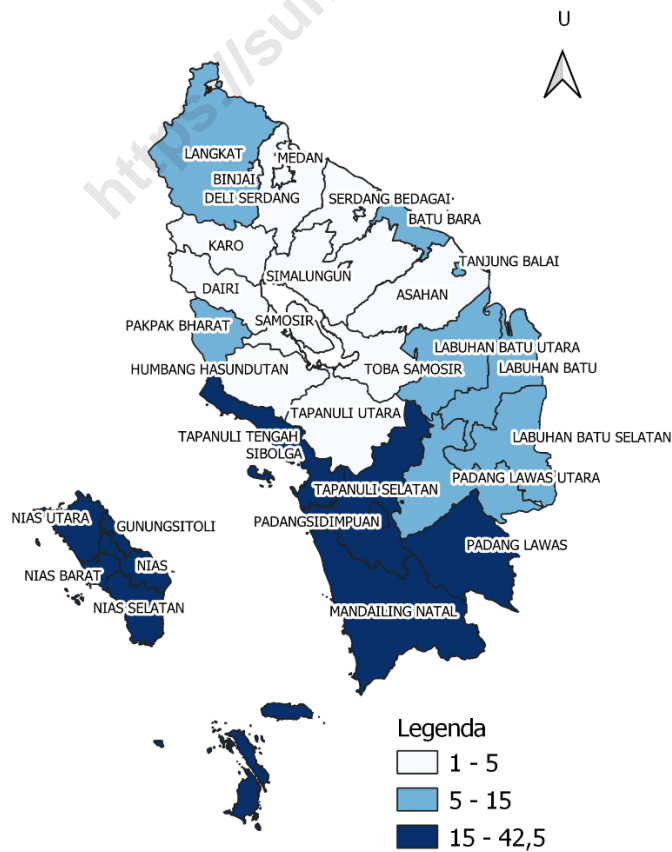 https://sum
U
LANGKAT
MEDAN
BINJAI
DELI SERDANG
SERDANG BEDAGAI
BATU BARA
KARO
TANJUNG BALAI
SIMALUNGUN
DAIRI
ASAHAN
SAMOSIR
PAKPAK BHARAT
LABUHAN BATU UTARA
HUMBANG HASUNDUTAN
TOBA SAMOSIR
LABUHAN BATU
TAPANULI UTARA
TAPANULI TENGAH
LABUHAN BATU SELATAN
SIBOLGA
PADANG LAWAS UTARA
TAPANULI SELATAN
NIAS UTARA
GUNUNGSITOLI
PADANGSIDIMPUAN
PADANG LAWAS
NIAS BARAT
NIAS
NIAS SELATAN
MANDAILING NATAL
Legenda
1 - 5
5 - 15
15 - 42,5